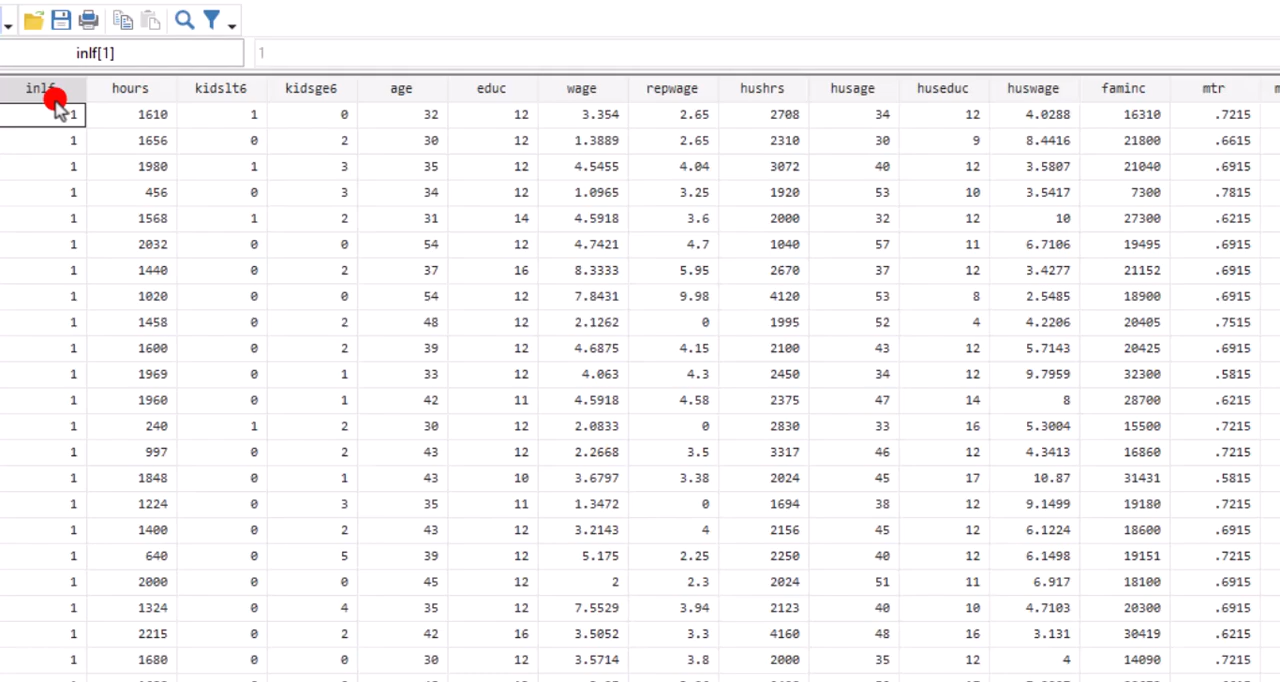 inlf[1] 1
inlf hours kidslt6 kidsge6 age educ wage repwage hushrs husage huseduc huswage faminc mtr
1 1610 1 0 32 12 3.354 2.65 2708 34 12 4.0288 16310 .7215
1 1656 0 2 30 12 1.3889 2.65 2310 30 9 8.4416 21800 .6615
1 1980 1 3 35 12 4.5455 4.04 3072 40 12 3.5807 21040 .6915
1 456 0 3 34 12 1.0965 3.25 1920 53 10 3.5417 7300 .7815
1 1568 1 2 31 14 4.5918 3.6 2000 32 12 10 27300 .6215
1 2032 0 0 54 12 4.7421 4.7 1040 57 11 6.7106 19495 .6915
1 1440 0 2 37 16 8.3333 5.95 2670 37 12 3.4277 21152 .6915
1 1020 0 0 54 12 7.8431 9.98 4120 53 8 2.5485 18900 .6915
1 1458 0 2 48 12 2.1262 0 1995 52 4 4.2206 20405 .7515
1 1600 0 2 39 12 4.6875 4.15 2100 43 12 5.7143 20425 .6915
1 1969 0 1 33 12 4.063 4.3 2450 34 12 9.7959 32300 .5815
1 1960 0 1 42 11 4.5918 4.58 2375 47 14 8 28700 .6215
1 240 1 2 30 12 2.0833 0 2830 33 16 5.3004 15500 .7215
1 997 0 2 43 12 2.2668 3.5 3317 46 12 4.3413 16860 .7215
1 1848 0 1 43 10 3.6797 3.38 2024 45 17 10.87 31431 .5815
1 1224 0 3 35 11 1.3472 0 1694 38 12 9.1499 19180 .7215
1 1400 0 2 43 12 3.2143 4 2156 45 12 6.1224 18600 .6915
1 640 0 5 39 12 5.175 2.25 2250 40 12 6.1498 19151 .7215
1 2000 0 0 45 12 2 2.3 2024 51 11 6.917 18100 .6915
1 1324 0 4 35 12 7.5529 3.94 2123 40 10 4.7103 20300 .6915
1 2215 0 2 42 16 3.5052 3.3 4160 48 16 3.131 30419 .6215
1 1680 0 0 30 12 3.5714 3.8 2000 35 12 4 14090 .7215